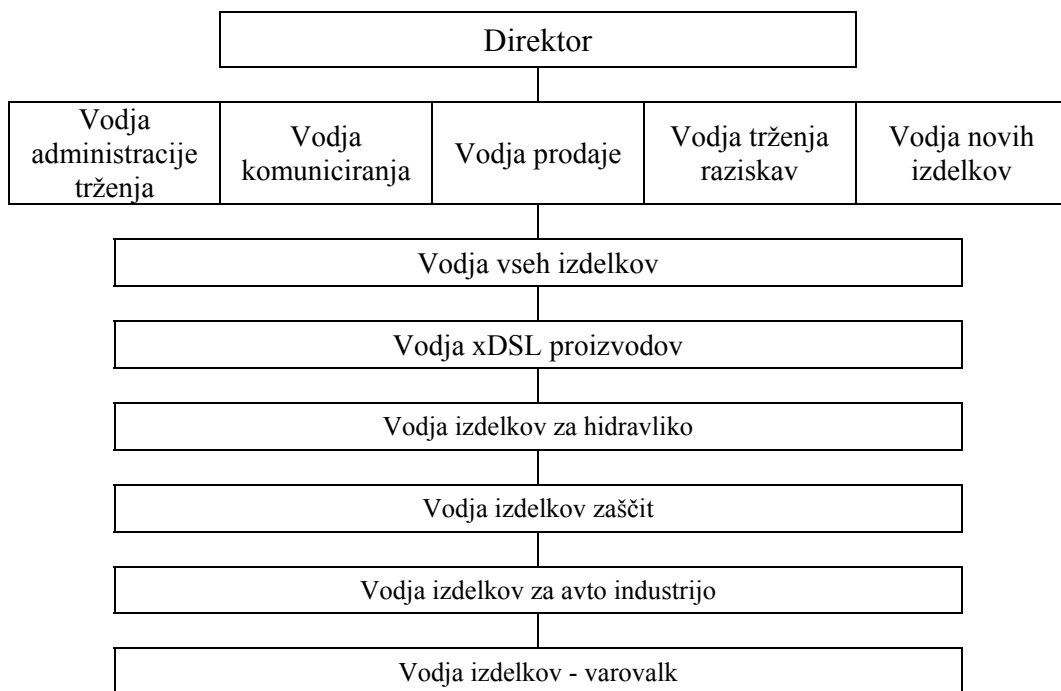 Direktor
Vodja
administracije
trženja
Vodja
komuniciranja
Vodja prodaje
Vodja trženja
raziskav
Vodja novih
izdelkov
Vodja vseh izdelkov
Vodja xDSL proizvodov
Vodja izdelkov za hidravliko
Vodja izdelkov zaščit
Vodja izdelkov za avto industrijo
Vodja izdelkov - varovalk